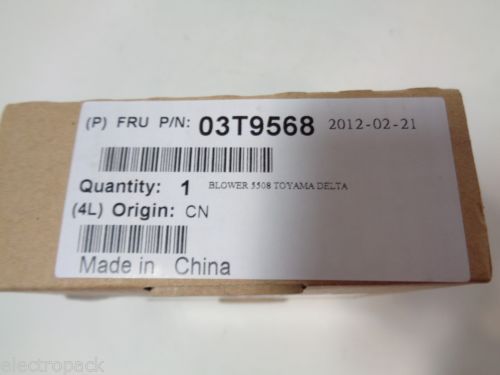 (P) FRU P/N: 03T9568 2012-02-21
Quantity: 1 BLOWER 5508 TOYAMA DELTA
(4L) Origin: CN
Made in China
electropack